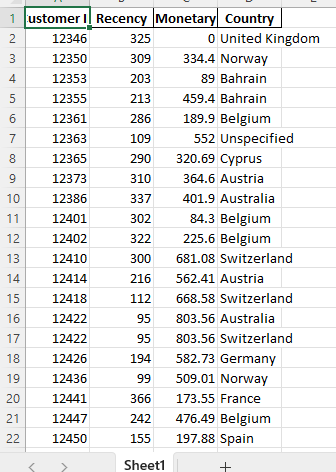 1 ustomer I Recency Monetary Country
2 12346 325 0 United Kingdom
3 12350 309 334.4 Norway
4 12353 203 89 Bahrain
5 12355 213 459.4 Bahrain
6 12361 286 189.9 Belgium
7 12363 109 552 Unspecified
8 12365 290 320.69 Cyprus
9 12373 310 364.6 Austria
10 12386 337 401.9 Australia
11 12401 302 84.3 Belgium
12 12402 322 225.6 Belgium
13 12410 300 681.08 Switzerland
14 12414 216 562.41 Austria
15 12418 112 668.58 Switzerland
16 12422 95 803.56 Australia
17 12422 95 803.56 Switzerland
18 12426 194 582.73 Germany
19 12436 99 509.01 Norway
20 12441 366 173.55 France
21 12447 242 476.49 Belgium
22 12450 155 197.88 Spain
Sheet1